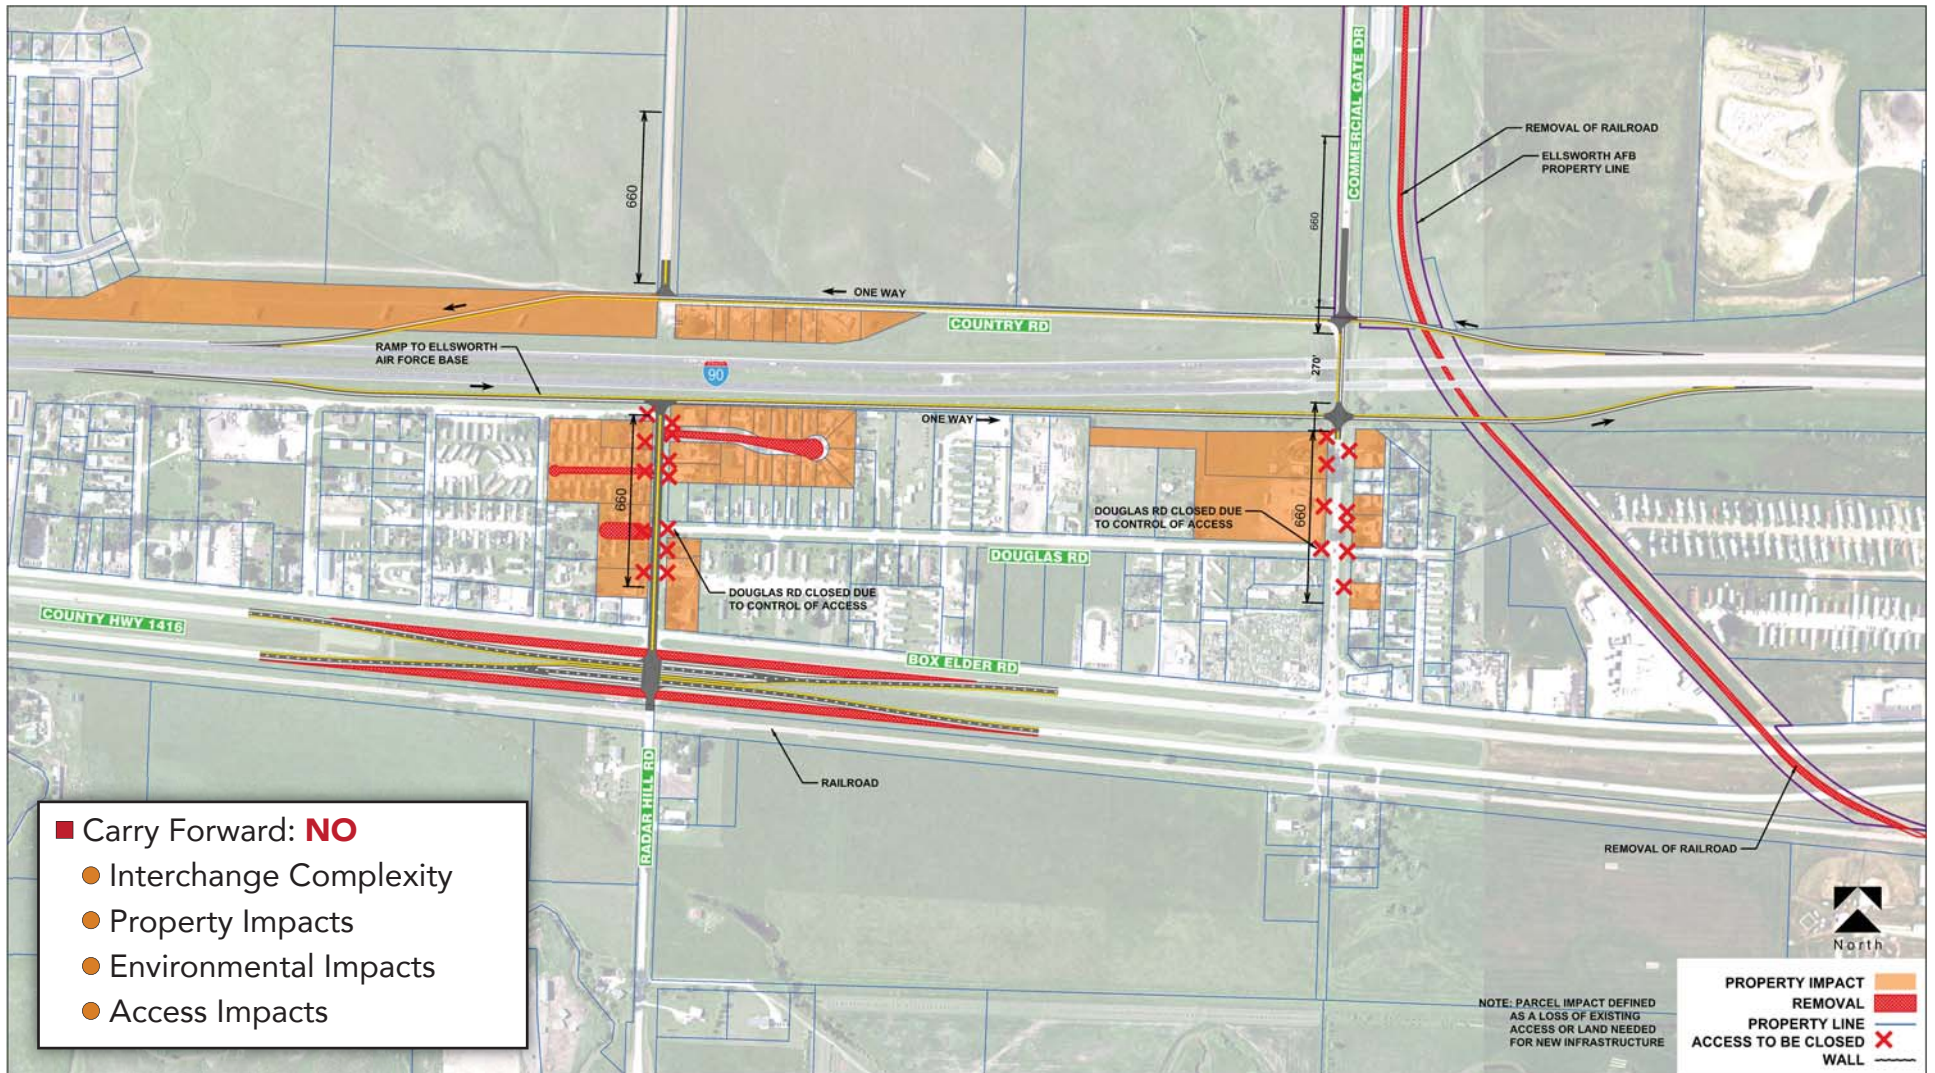 COMMERCIAL GATE DR
REMOVAL OF RAILROAD
ELLSWORTH AFB
PROPERTY LINE
660
660
ONE WAY
COUNTRY RD
RAMP TO ELLSWORTH
AIR FORCE BASE
90
270'
ONE WAY
660
660
DOUGLAS RD CLOSED DUE
TO CONTROL OF ACCESS
DOUGLAS RD
DOUGLAS RD CLOSED DUE
TO CONTROL OF ACCESS
COUNTY HWY 1416
BOX ELDER RD
RADAR HILL RD
RAILROAD
REMOVAL OF RAILROAD
Carry Forward: NO
Interchange Complexity
Property Impacts
Environmental Impacts
Access Impacts
North
NOTE: PARCEL IMPACT DEFINED
AS A LOSS OF EXISTING
ACCESS OR LAND NEEDED
FOR NEW INFRASTRUCTURE
PROPERTY IMPACT
REMOVAL
PROPERTY LINE
ACCESS TO BE CLOSED
WALL